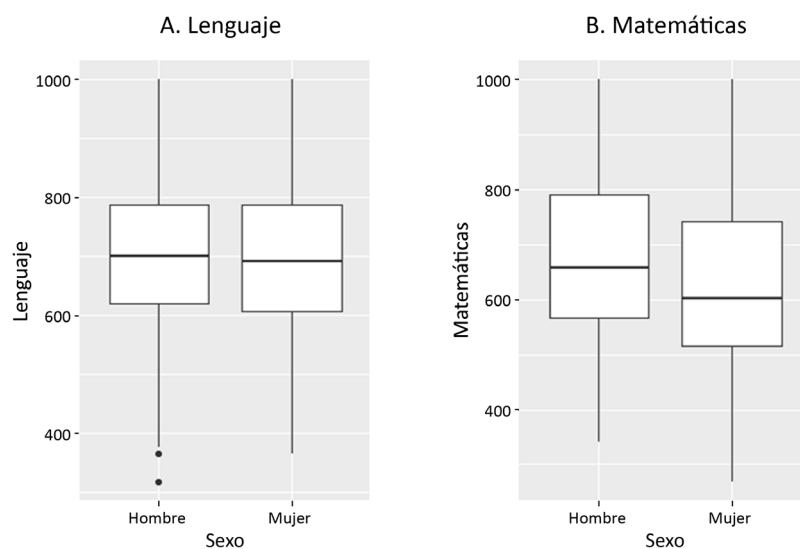 A. Lenguaje
1000
800
600
400
Lenguaje
Hombre
Mujer
Sexo
B. Matemáticas
1000
800
600
400
Matemáticas
Hombre
Mujer
Sexo